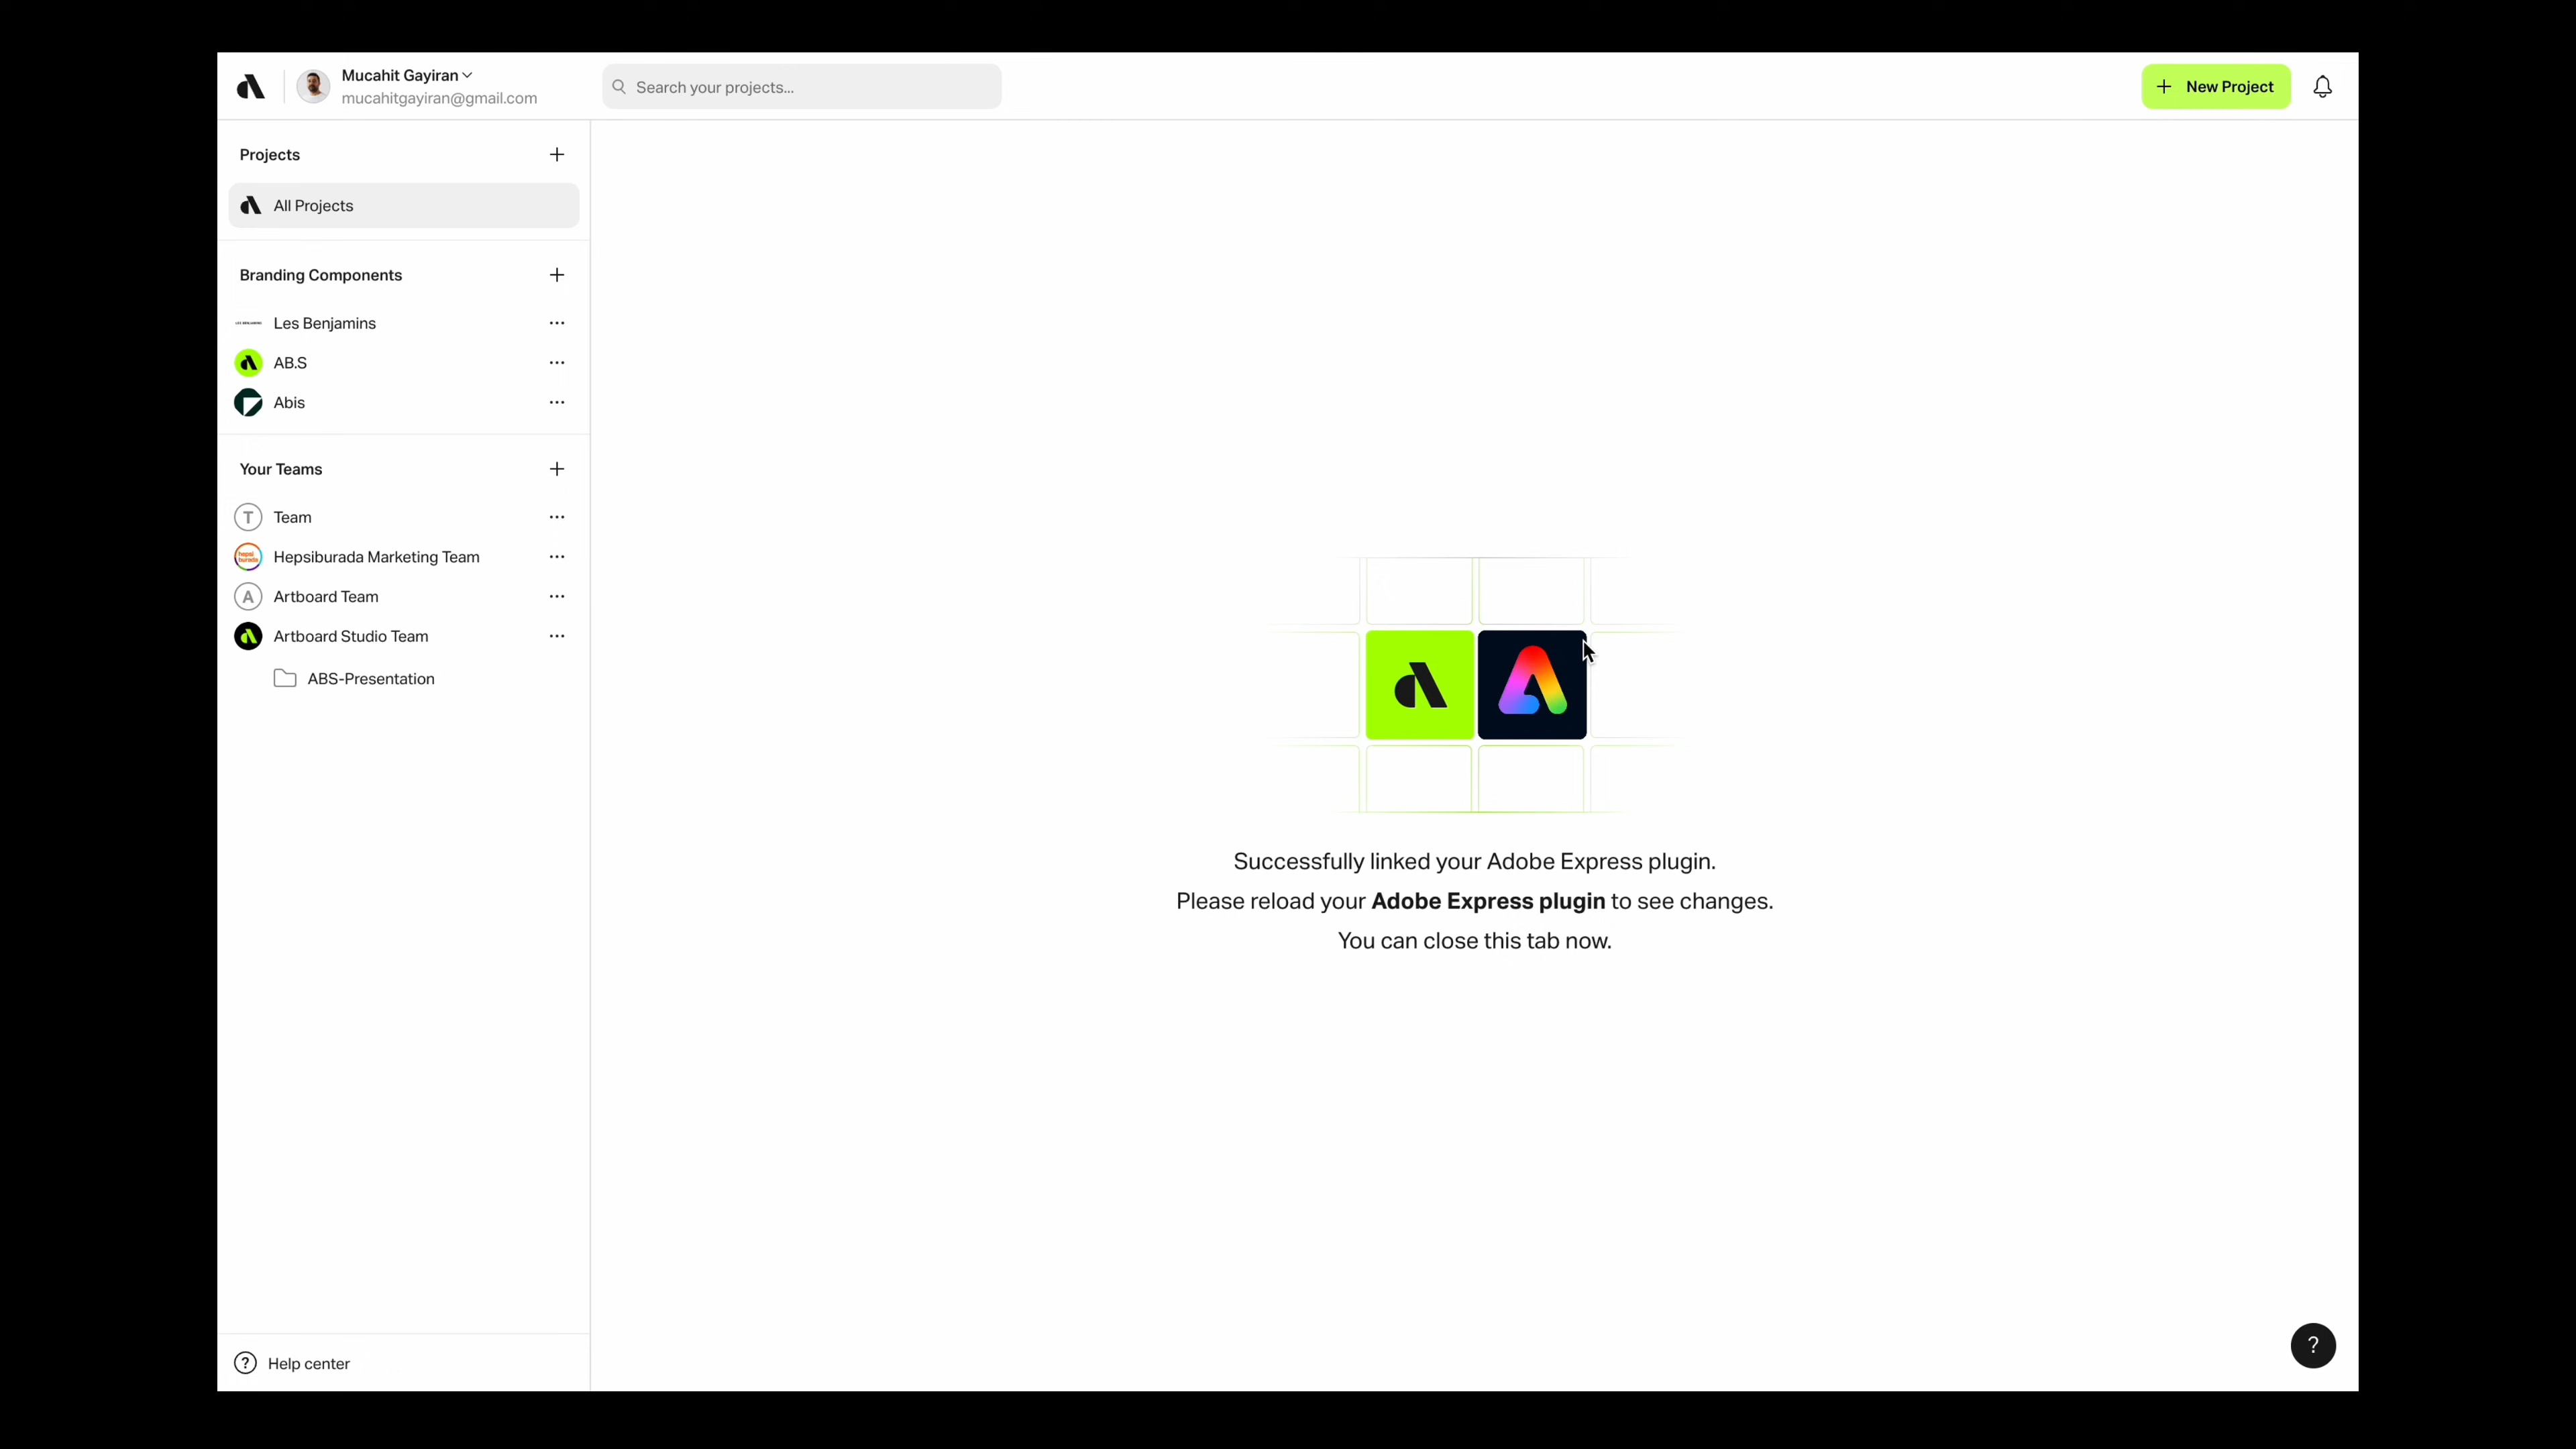 Mucahit Gayiran
mucahitgayiran@gmail.com
Search your projects...
New Project
Projects
All Projects
Branding Components
Les Benjamins
AB.S
Abis
Your Teams
T
Team
hepsi
burada
Hepsiburada Marketing Team
A
Artboard Team
Artboard Studio Team
ABS-Presentation
Successfully linked your Adobe Express plugin.
Please reload your Adobe Express plugin to see changes.
You can close this tab now.
?
Help center
?